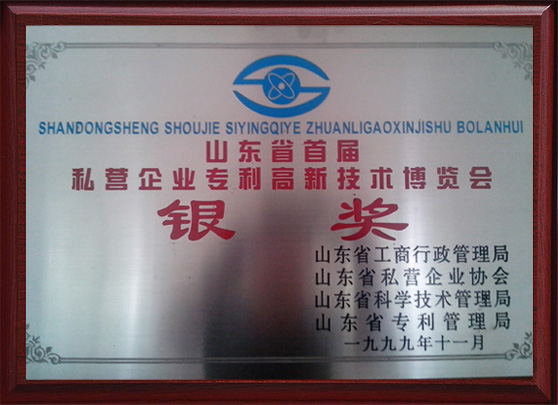 SHANDONGSHENG SHOUJIE SIYINGQIYE ZHUANLIGAOXINJISHU BOLANHUI
山东省首届
私营企业专利高新技术博览会
银奖
山东省工商行政管理局
山东省私营企业协会
山东省科学技术管理局
山东省专利管理局
一九九九年十一月